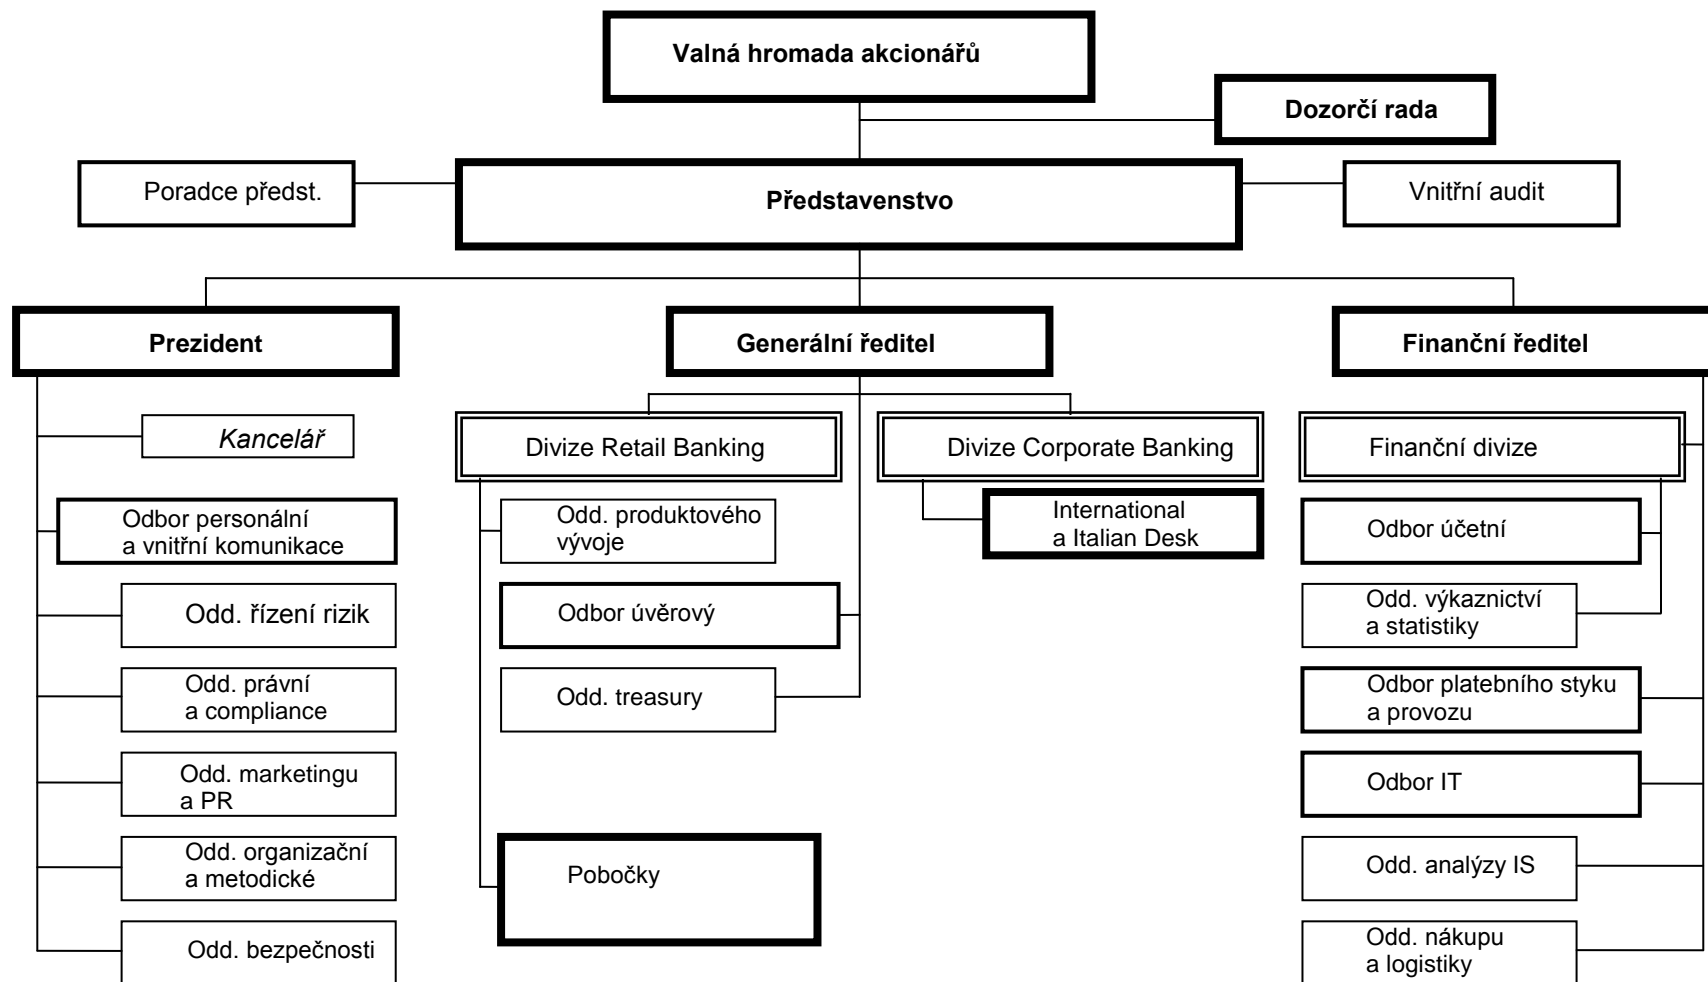 Valná hromada akcionářů
Dozorčí rada
Poradce předst.
Představenstvo
Vnitřní audit
Prezident
Generální ředitel
Finanční ředitel
Kancelář
Odbor personální
a vnitřní komunikace
Odd. řízení rizik
Odd. právní
a compliance
Odd. marketingu
a PR
Odd. organizační
a metodické
Odd. bezpečnosti
Divize Retail Banking
Odd. produktového
vývoje
Odbor úvěrový
Odd. treasury
Pobočky
Divize Corporate Banking
International
a Italian Desk
Finanční divize
Odbor účetní
Odd. výkaznictví
a statistiky
Odbor platebního styku
a provozu
Odbor IT
Odd. analýzy IS
Odd. nákupu
a logistiky